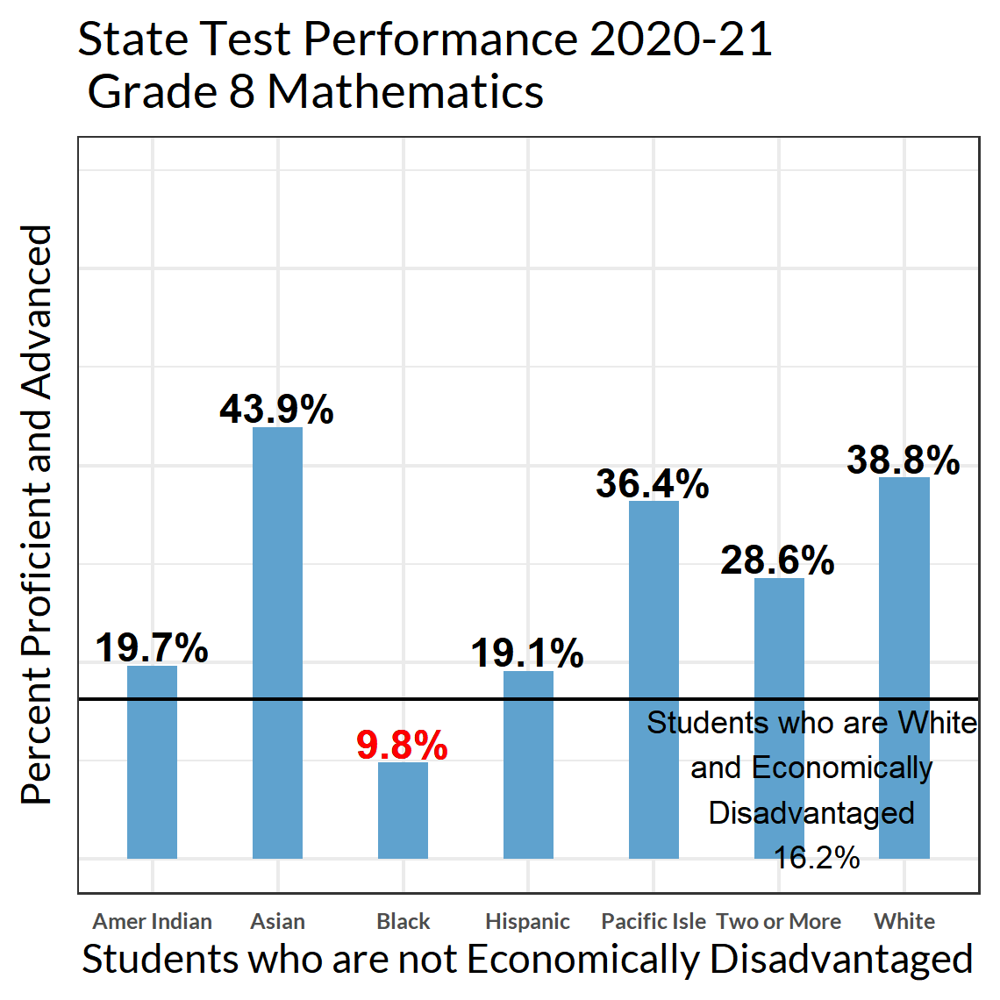 State Test Performance 2020-21
Grade 8 Mathematics
Percent Proficient and Advanced
43.9%
38.8%
36.4%
28.6%
19.7%
19.1%
9.8%
Students who are White
and Economically
Disadvantaged
16.2%
Amer Indian Asian Black Hispanic Pacific Isle Two or More White
Students who are not Economically Disadvantaged